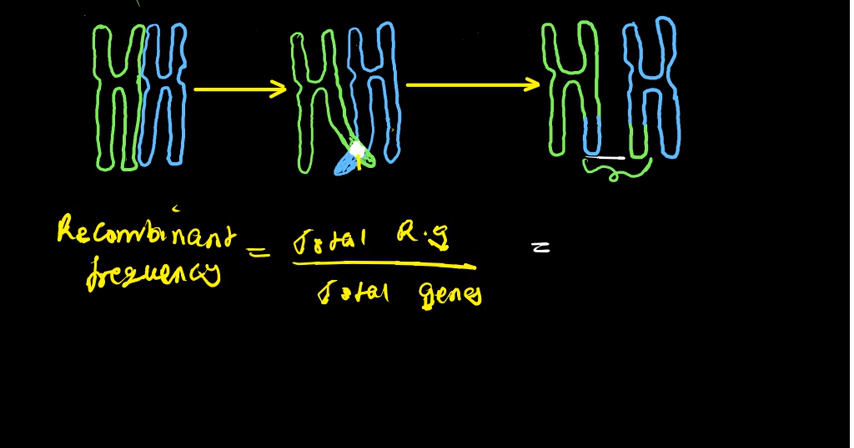 Recombinant
frequency
= Total R.g
Total genes
=